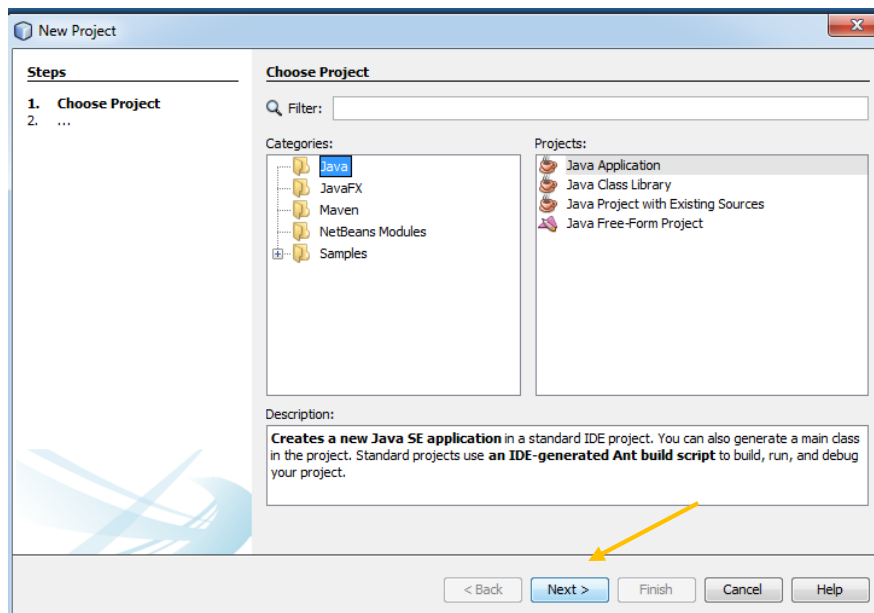 New Project
Steps
1. Choose Project
2. ...
Choose Project
Filter:
Categories:
Java
JavaFX
Maven
NetBeans Modules
Samples
Projects:
Java Application
Java Class Library
Java Project with Existing Sources
Java Free-Form Project
Description:
Creates a new Java SE application in a standard IDE project. You can also generate a main class
in the project. Standard projects use an IDE-generated Ant build script to build, run, and debug
your project.
< Back
Next >
Finish
Cancel
Help